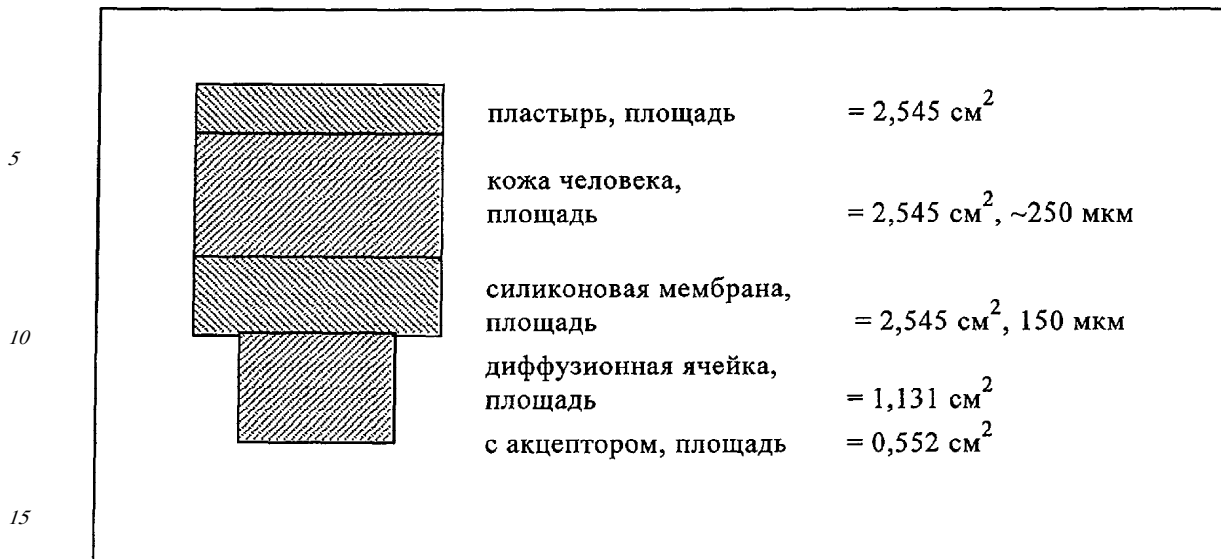 пластырь, площадь = 2,545 см²
5
кожа человека,
площадь = 2,545 см², ~250 мкм
силиконовая мембрана,
площадь = 2,545 см², 150 мкм
10
диффузионная ячейка,
площадь = 1,131 см²
с акцептором, площадь = 0,552 см²
15